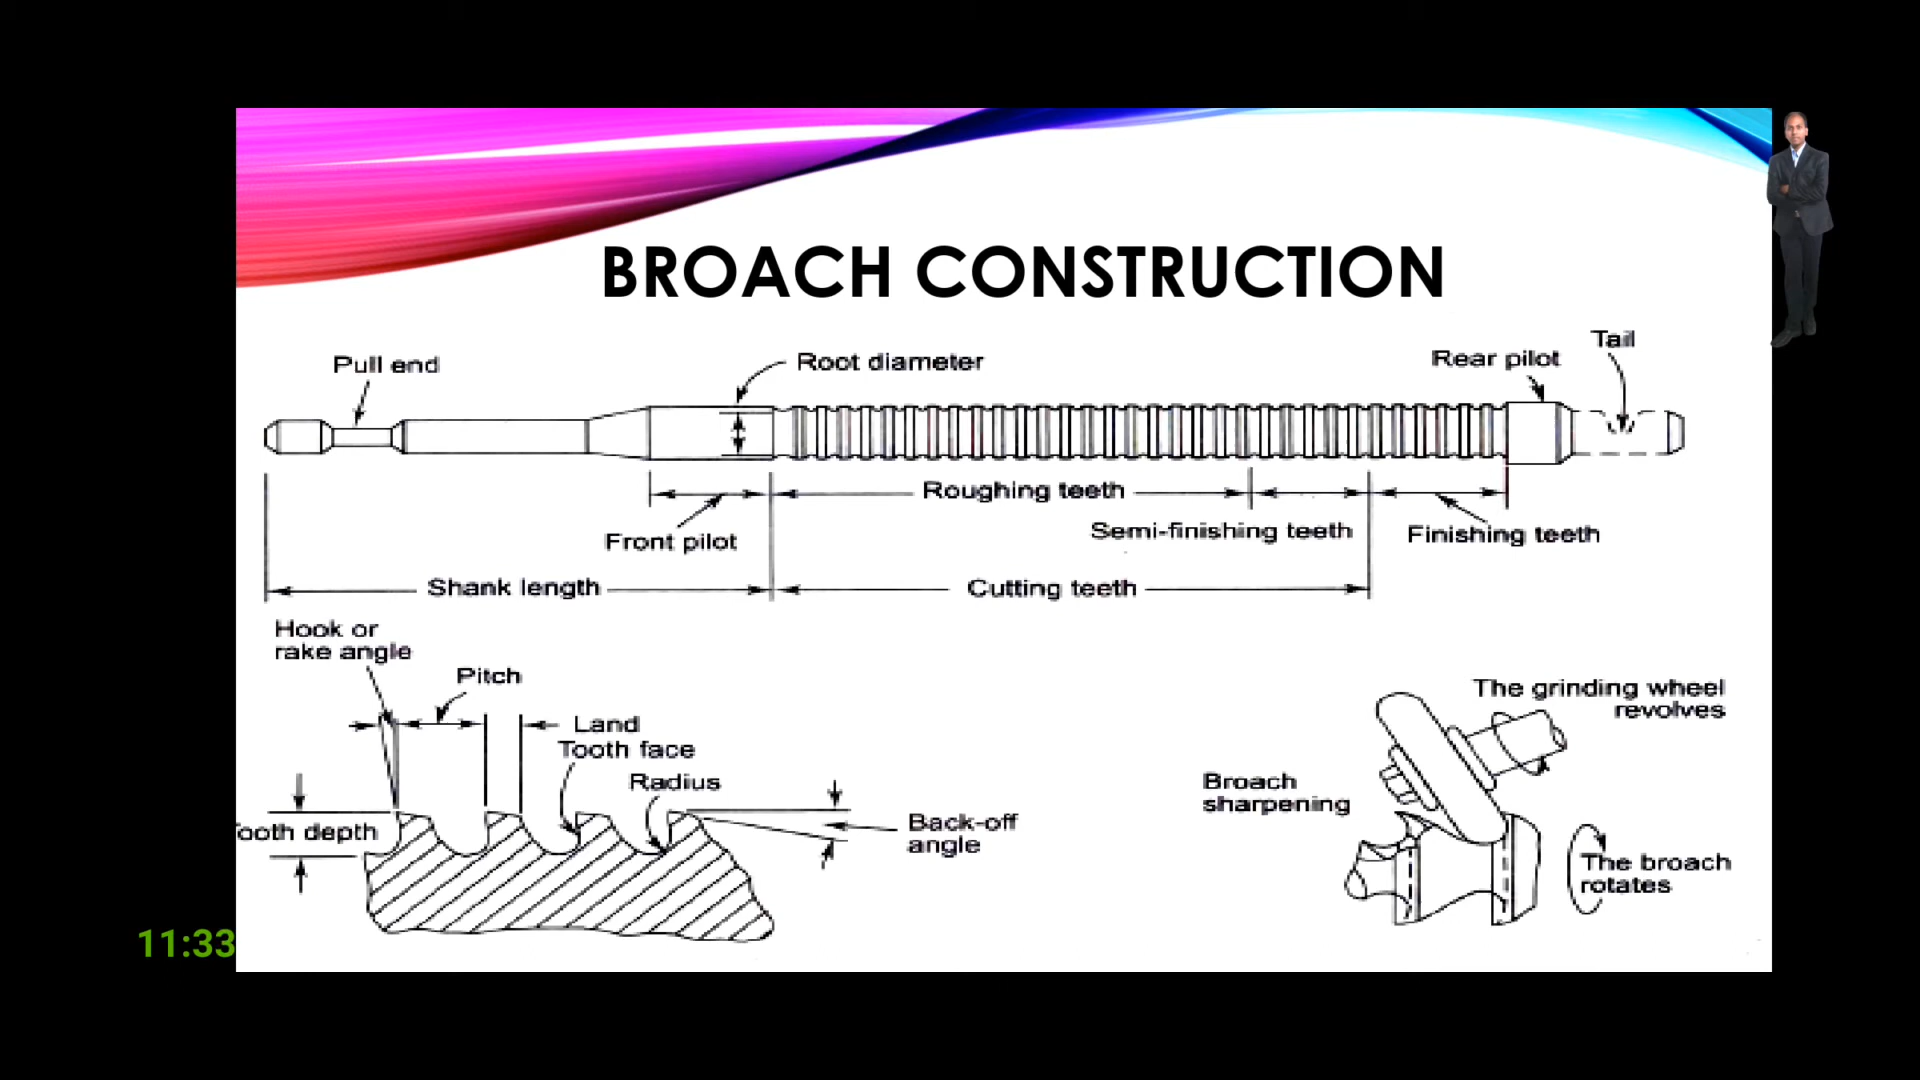 BROACH CONSTRUCTION
Tail
Pull end
Root diameter
Rear pilot
Roughing teeth
Semi-finishing teeth
Finishing teeth
Front pilot
Shank length
Cutting teeth
Hook or
rake angle
Pitch
Land
Tooth face
Radius
ooth depth
Back-off
angle
The grinding wheel
revolves
Broach
sharpening
The broach
rotates
11:33